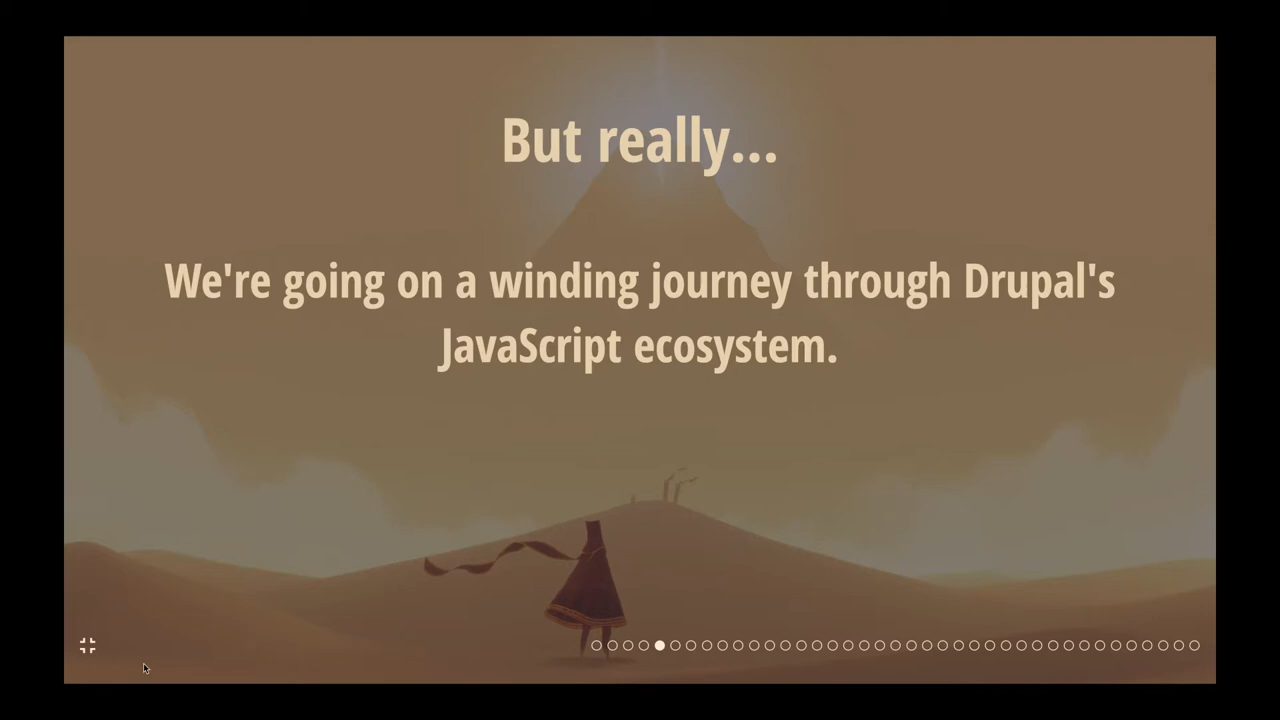 But really...
We're going on a winding journey through Drupal's
JavaScript ecosystem.